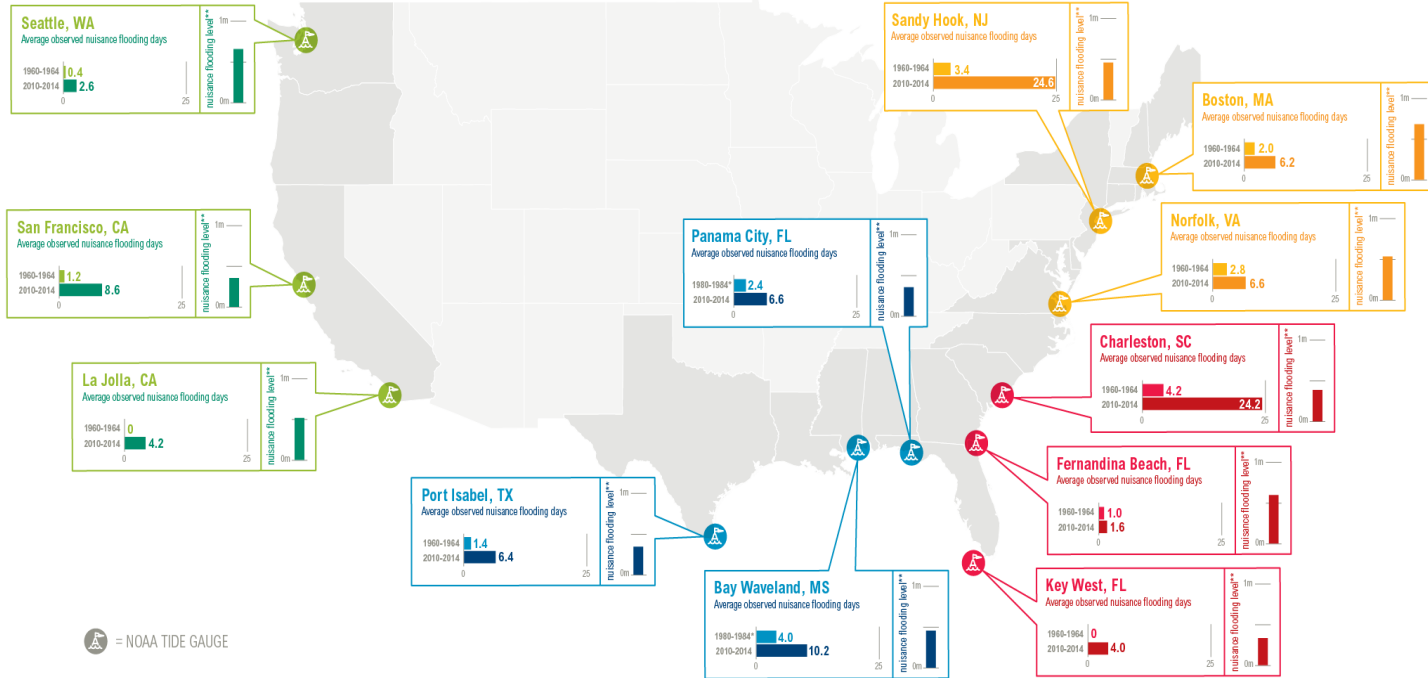 Seattle, WA
Average observed nuisance flooding days
1960-1964 0.4
2010-2014 2.6
0 25
nuisance flooding level**
1m
0m
San Francisco, CA
Average observed nuisance flooding days
1960-1964 1.2
2010-2014 8.6
0 25
nuisance flooding level**
1m
0m
La Jolla, CA
Average observed nuisance flooding days
1960-1964 0
2010-2014 4.2
0 25
nuisance flooding level**
1m
0m
Port Isabel, TX
Average observed nuisance flooding days
1960-1964 1.4
2010-2014 6.4
0 25
nuisance flooding level**
1m
0m
Panama City, FL
Average observed nuisance flooding days
1980-1984* 2.4
2010-2014 6.6
0 25
nuisance flooding level**
1m
0m
Bay Waveland, MS
Average observed nuisance flooding days
1980-1984* 4.0
2010-2014 10.2
0 25
nuisance flooding level**
1m
0m
Sandy Hook, NJ
Average observed nuisance flooding days
1960-1964 3.4
2010-2014 24.6
0 25
nuisance flooding level**
1m
0m
Boston, MA
Average observed nuisance flooding days
1960-1964 2.0
2010-2014 6.2
0 25
nuisance flooding level**
1m
0m
Norfolk, VA
Average observed nuisance flooding days
1960-1964 2.8
2010-2014 6.6
0 25
nuisance flooding level**
1m
0m
Charleston, SC
Average observed nuisance flooding days
1960-1964 4.2
2010-2014 24.2
0 25
nuisance flooding level**
1m
0m
Fernandina Beach, FL
Average observed nuisance flooding days
1960-1964 1.0
2010-2014 1.6
0 25
nuisance flooding level**
1m
0m
Key West, FL
Average observed nuisance flooding days
1960-1964 0
2010-2014 4.0
0 25
nuisance flooding level**
1m
0m
= NOAA TIDE GAUGE